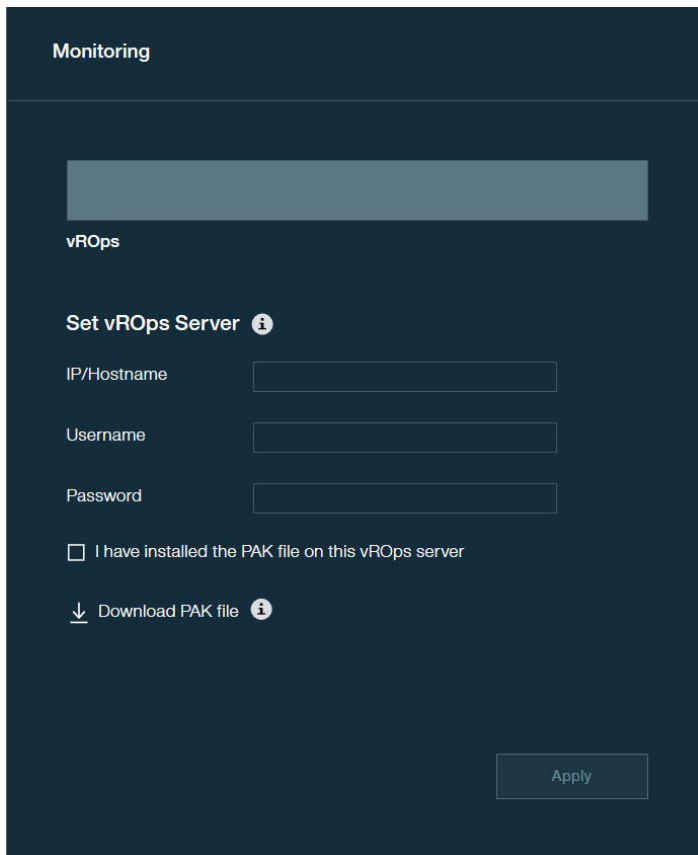 Monitoring
vROps
Set vROps Server
IP/Hostname
Username
Password
I have installed the PAK file on this vROps server
Download PAK file
Apply